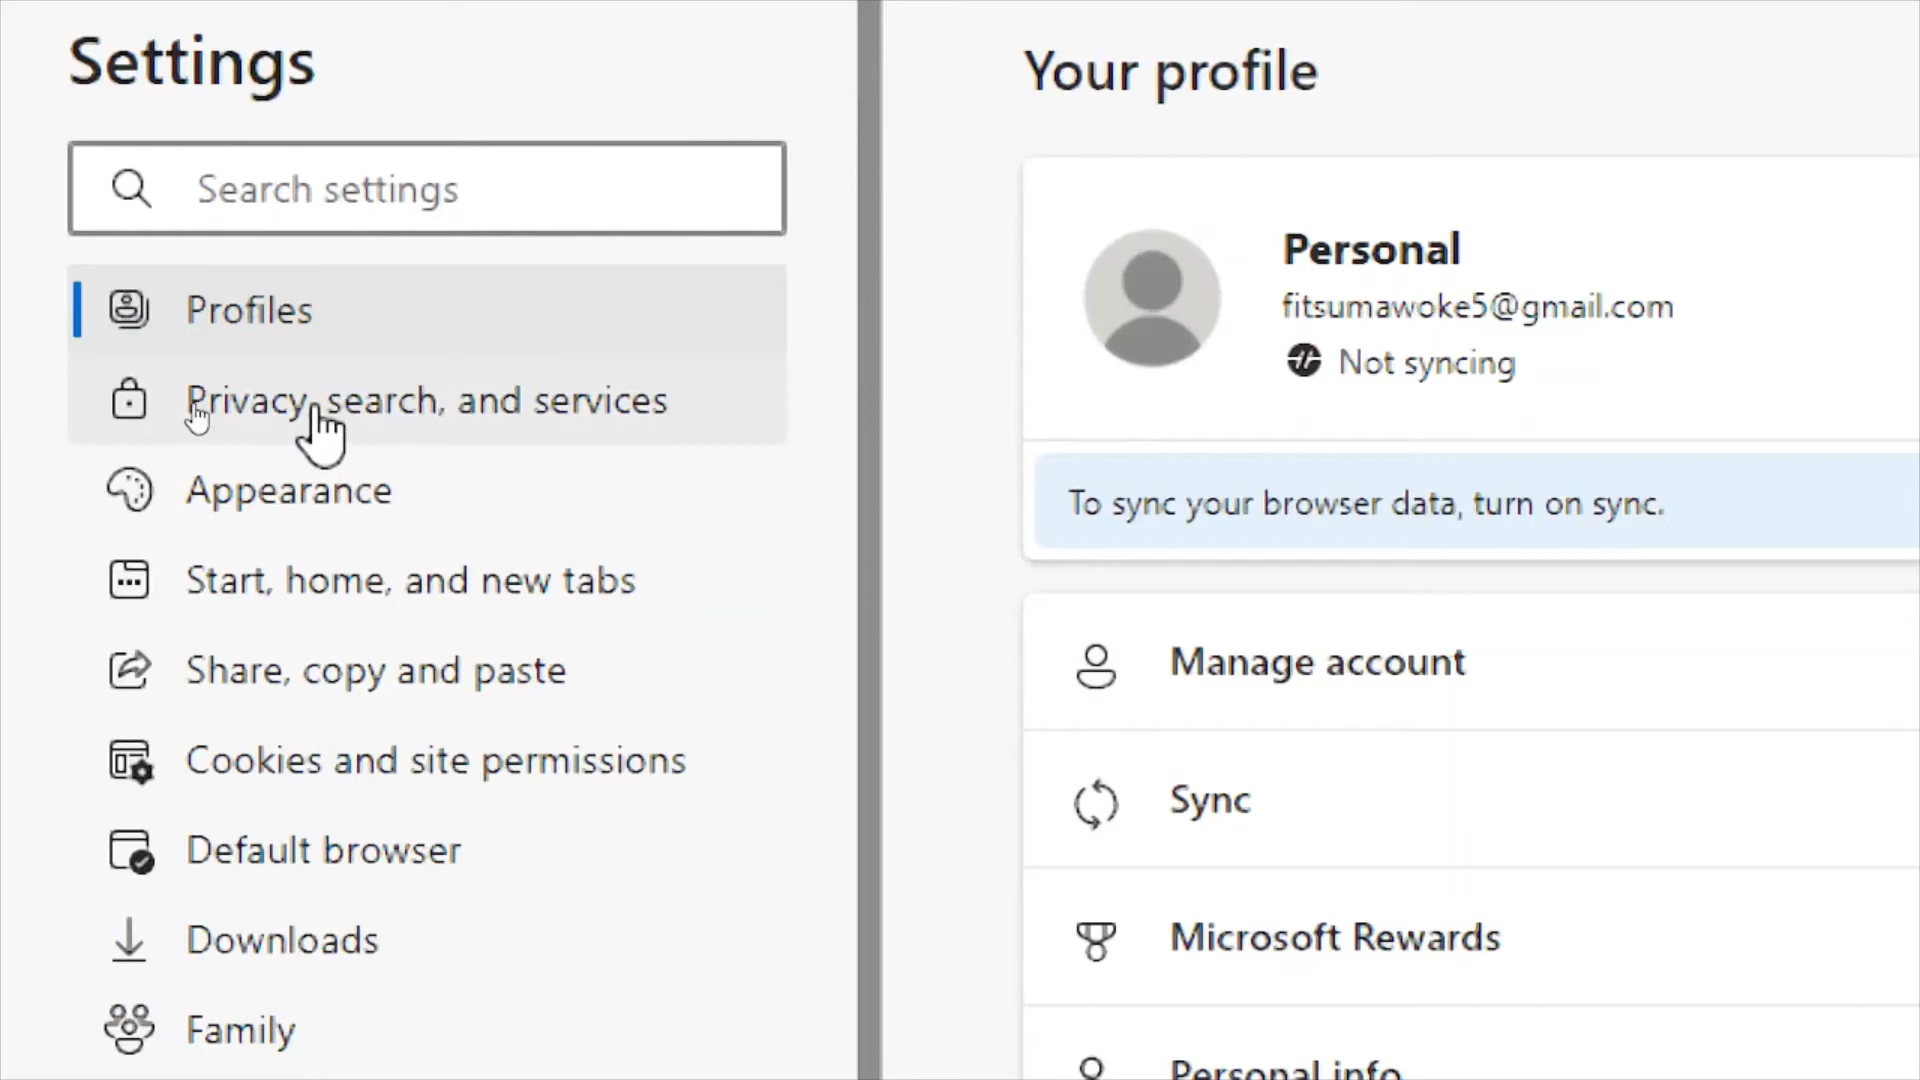 Settings
Search settings
Profiles
Privacy, search, and services
Appearance
Start, home, and new tabs
Share, copy and paste
Cookies and site permissions
Default browser
Downloads
Family
Your profile
Personal
fitsumawoke5@gmail.com
Not syncing
To sync your browser data, turn on sync.
Manage account
Sync
Microsoft Rewards
Personal info